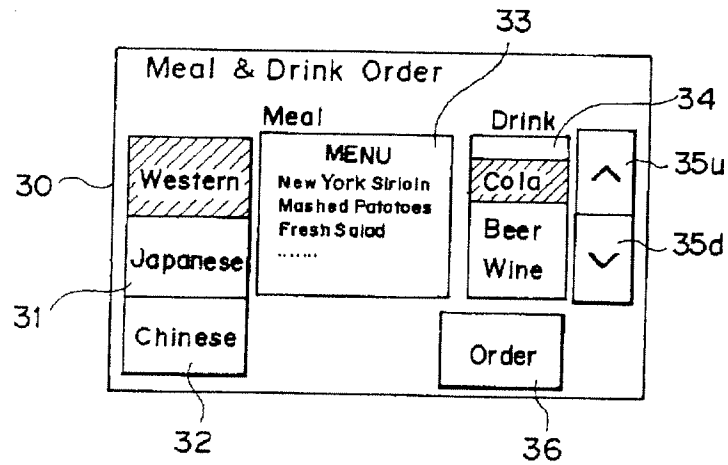 33
Meal & Drink Order
34
Meal
Drink
35u
30
Western
MENU
New York Sirloin
Mashed Patatoes
Fresh Salad
.......
Cola
Beer
Wine
35d
31
Japanese
Chinese
Order
32
36